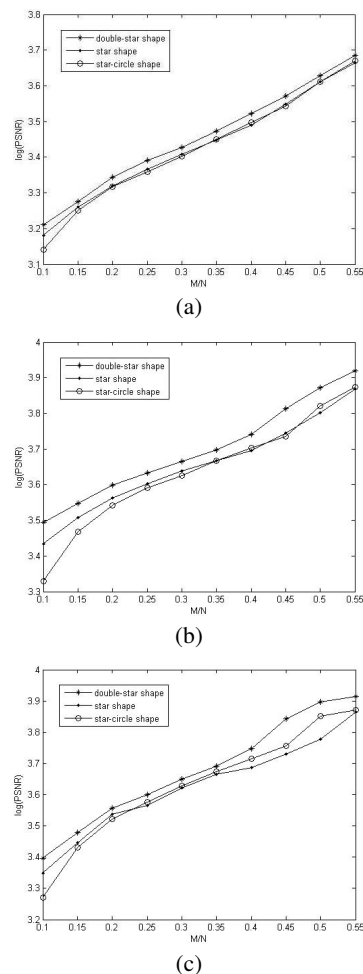 3.8
3.7
3.6
3.5
3.4
3.3
3.2
3.1
log(PSNR)
double-star shape
star shape
star-circle shape
0.1 0.15 0.2 0.25 0.3 0.35 0.4 0.45 0.5 0.55
M/N
(a)
4
3.9
3.8
3.7
3.6
3.5
3.4
3.3
log(PSNR)
double-star shape
star shape
star-circle shape
0.1 0.15 0.2 0.25 0.3 0.35 0.4 0.45 0.5 0.55
M/N
(b)
4
3.9
3.8
3.7
3.6
3.5
3.4
3.3
3.2
log(PSNR)
double-star shape
star shape
star-circle shape
0.1 0.15 0.2 0.25 0.3 0.35 0.4 0.45 0.5 0.55
M/N
(c)